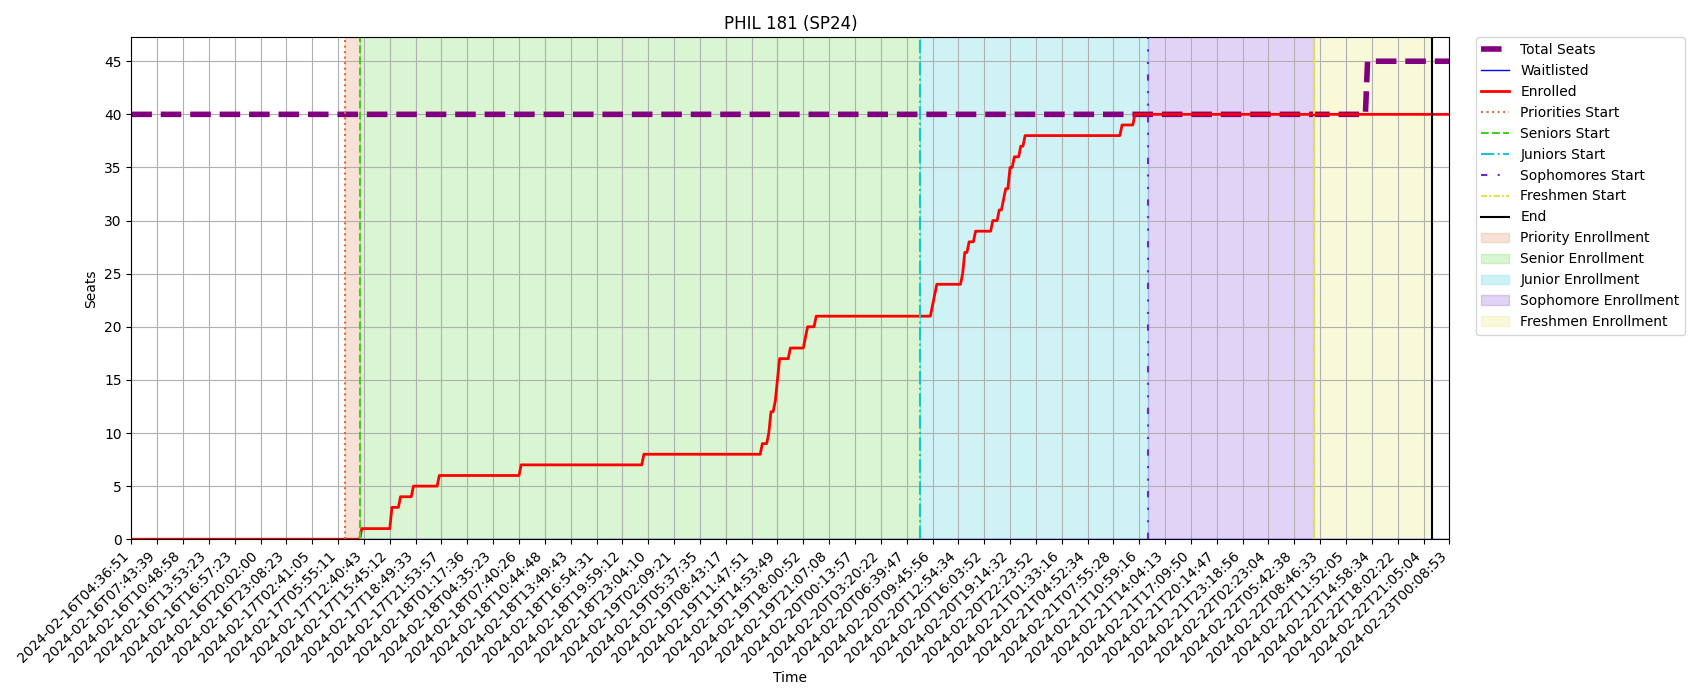 PHIL 181 (SP24)
Seats
45
40
35
30
25
20
15
10
5
0
2024-02-16T04:36:51
2024-02-16T07:43:39
2024-02-16T10:48:58
2024-02-16T13:53:23
2024-02-16T16:57:23
2024-02-16T20:02:00
2024-02-16T23:08:23
2024-02-17T02:41:05
2024-02-17T05:55:11
2024-02-17T12:40:43
2024-02-17T15:45:12
2024-02-17T18:49:33
2024-02-17T21:53:57
2024-02-18T01:17:36
2024-02-18T04:35:23
2024-02-18T07:40:26
2024-02-18T10:44:48
2024-02-18T13:49:43
2024-02-18T16:54:31
2024-02-18T19:59:12
2024-02-18T23:04:10
2024-02-19T02:09:21
2024-02-19T05:37:35
2024-02-19T08:43:17
2024-02-19T11:47:51
2024-02-19T14:53:49
2024-02-19T18:00:52
2024-02-19T21:07:08
2024-02-20T00:13:57
2024-02-20T03:20:22
2024-02-20T06:39:47
2024-02-20T09:45:56
2024-02-20T12:54:34
2024-02-20T16:03:52
2024-02-20T19:14:32
2024-02-20T22:23:52
2024-02-21T01:33:16
2024-02-21T04:52:34
2024-02-21T07:55:28
2024-02-21T10:59:16
2024-02-21T14:04:13
2024-02-21T17:09:50
2024-02-21T20:14:47
2024-02-21T23:18:56
2024-02-22T02:23:04
2024-02-22T05:42:38
2024-02-22T08:46:33
2024-02-22T11:52:05
2024-02-22T14:58:34
2024-02-22T18:02:22
2024-02-22T21:05:04
2024-02-23T00:08:53
Time
Total Seats
Waitlisted
Enrolled
Priorities Start
Seniors Start
Juniors Start
Sophomores Start
Freshmen Start
End
Priority Enrollment
Senior Enrollment
Junior Enrollment
Sophomore Enrollment
Freshmen Enrollment